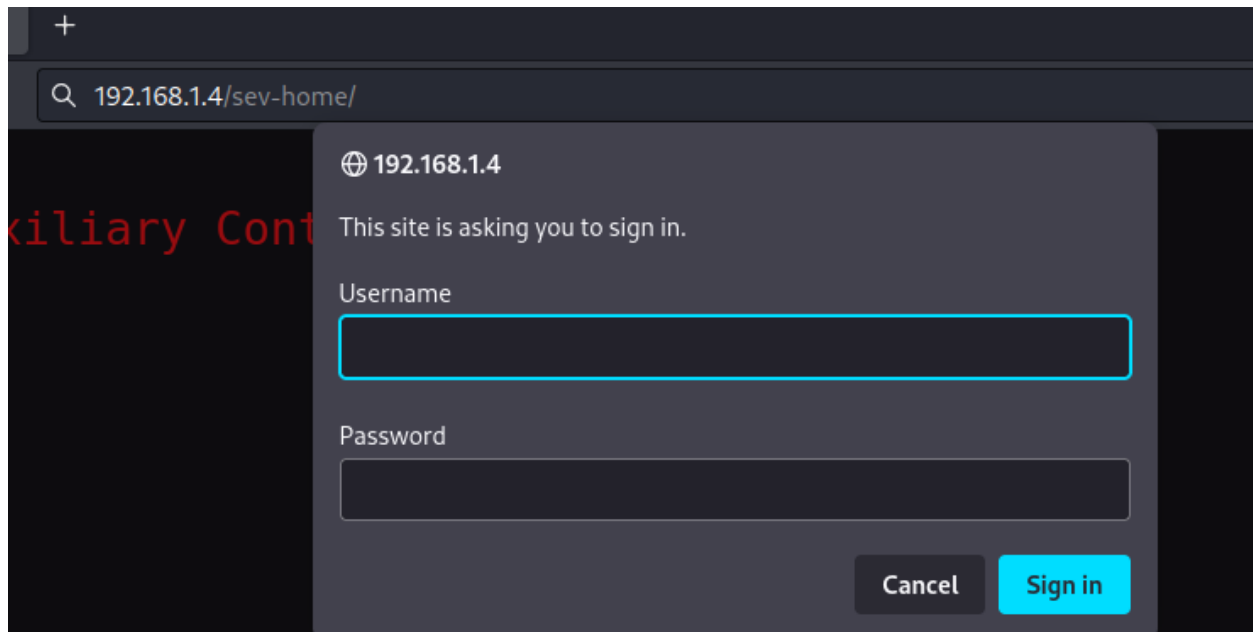 +
192.168.1.4/sev-home/
192.168.1.4
This site is asking you to sign in.
xiliary Cont
Username
Password
Cancel Sign in